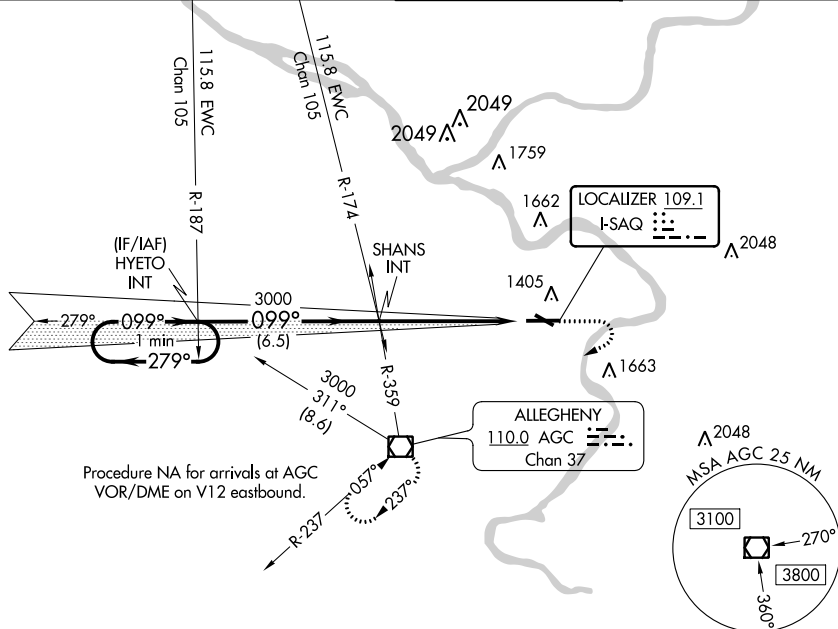 115.8 EWC
Chan 105
R-187
115.8 EWC
Chan 105
R-174
2049
2049
1759
1662
LOCALIZER 109.1
I-SAQ
2048
(IF/IAF)
HYETO
INT
SHANS
INT
1405
3000
279°
099°
099°
1 min
(6.5)
279°
1663
R-359
3000
311°
(8.6)
ALLEGHENY
110.0 AGC
Chan 37
2048
Procedure NA for arrivals at AGC
VOR/DME on V12 eastbound.
057°
237°
R-237
MSA AGC 25 NM
3100
270°
3800
360°